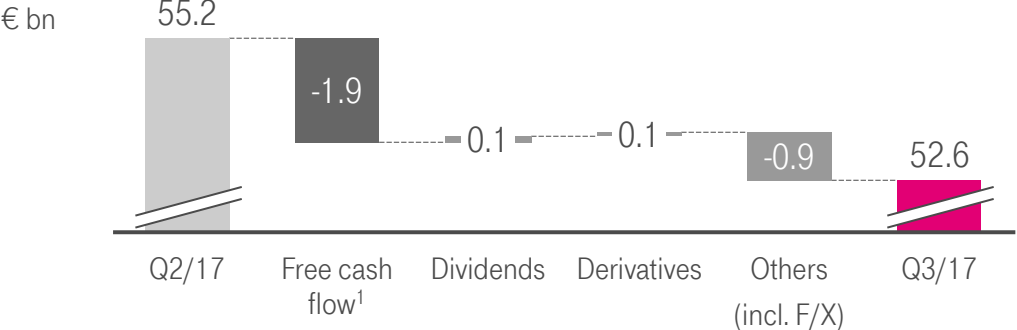 € bn
55.2
-1.9
0.1
0.1
-0.9
52.6
Q2/17
Free cash
flow1
Dividends
Derivatives
Others
(incl. F/X)
Q3/17